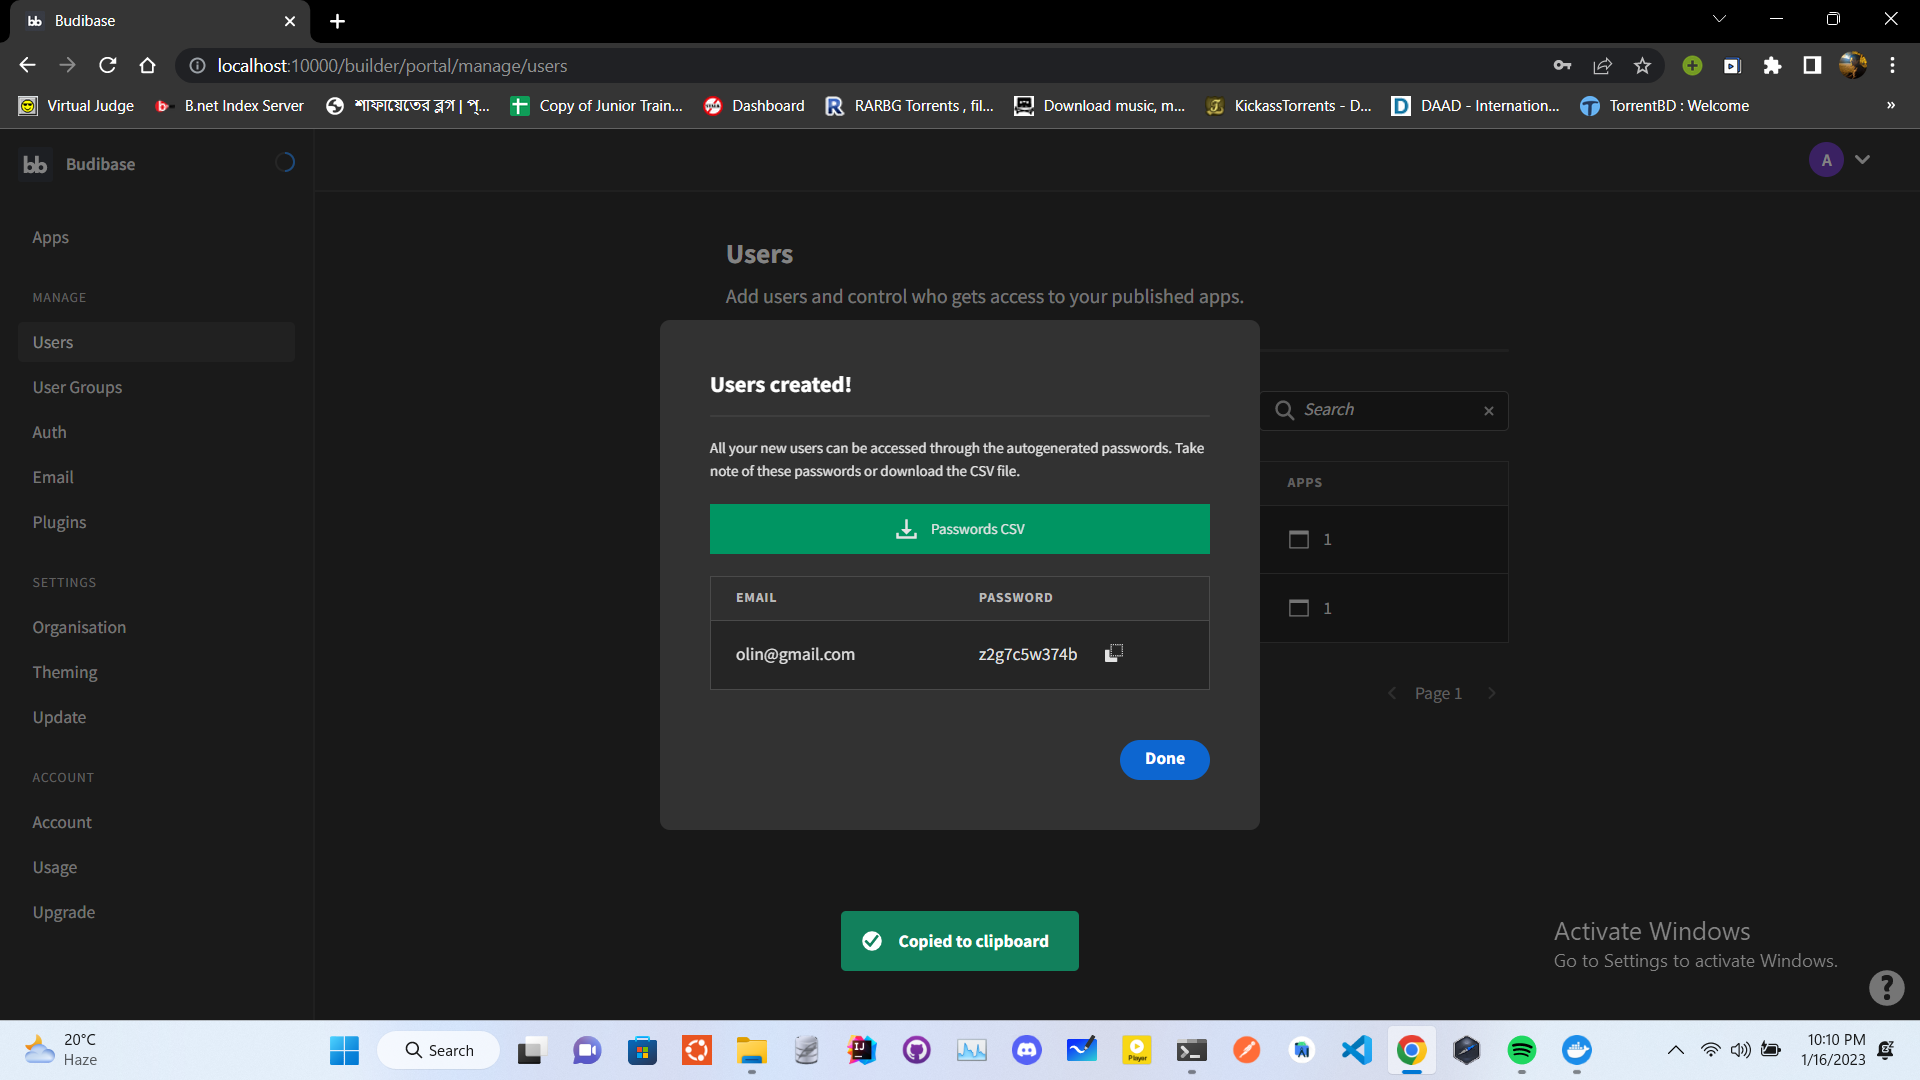 bb Budibase
localhost:10000/builder/portal/manage/users
Virtual Judge
B.net Index Server
শাফায়েতের ব্লগ | প্...
Copy of Junior Train...
Dashboard
RARBG Torrents , fil...
Download music, m...
KickassTorrents - D...
DAAD - Internation...
TorrentBD : Welcome
»
bb Budibase
A
Apps
MANAGE
Users
User Groups
Auth
Email
Plugins
SETTINGS
Organisation
Theming
Update
ACCOUNT
Account
Usage
Upgrade
Users
Add users and control who gets access to your published apps.
Search
APPS
1
1
Page 1
Users created!
All your new users can be accessed through the autogenerated passwords. Take
note of these passwords or download the CSV file.
Passwords CSV
EMAIL PASSWORD
olin@gmail.com z2g7c5w374b
Done
Copied to clipboard
Activate Windows
Go to Settings to activate Windows.
?
20°C
Haze
Search
IJ
Player
10:10 PM
1/16/2023